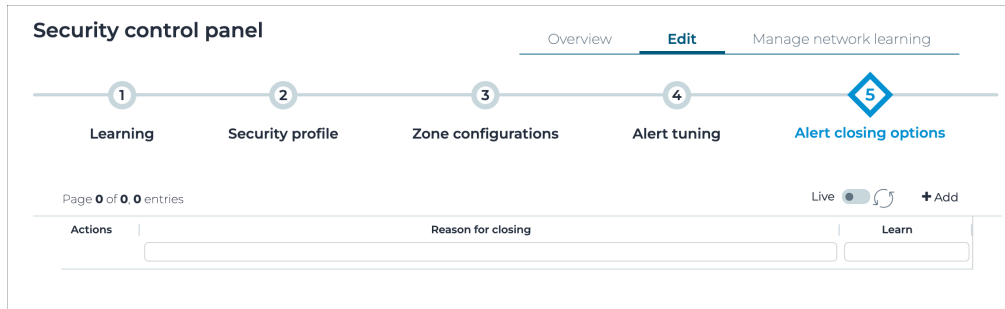 Security control panel
Overview Edit Manage network learning
1 2 3 4 5
Learning Security profile Zone configurations Alert tuning Alert closing options
Page 0 of 0, 0 entries Live + Add
Actions Reason for closing Learn